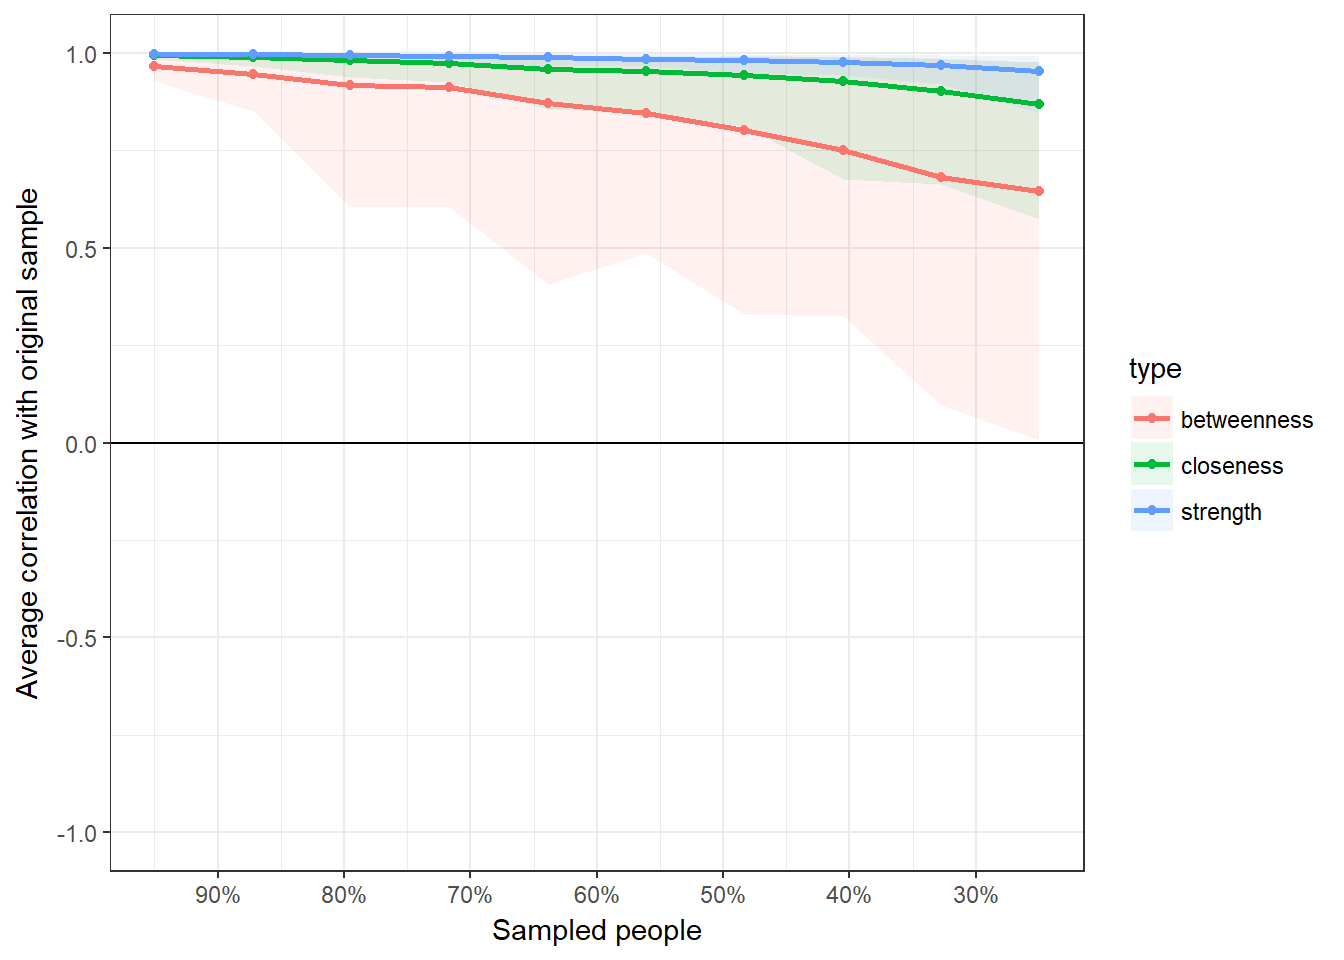 Average correlation with original sample
1.0
0.5
0.0
-0.5
-1.0
90% 80% 70% 60% 50% 40% 30%
Sampled people
type
betweenness
closeness
strength